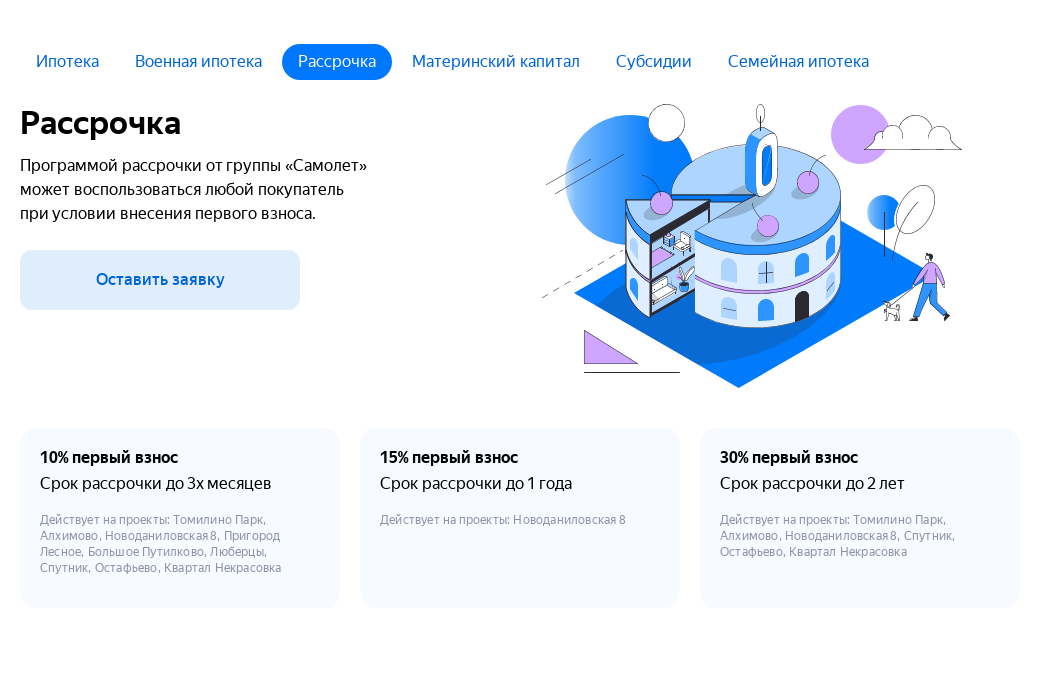 Ипотека Военная ипотека Рассрочка Материнский капитал Субсидии Семейная ипотека
Рассрочка
Программой рассрочки от группы «Самолет»
может воспользоваться любой покупатель
при условии внесения первого взноса.
Оставить заявку
0
10% первый взнос
Срок рассрочки до 3х месяцев
Действует на проекты: Томилино Парк,
Алхимово, Новоданиловская 8, Пригород
Лесное, Большое Путилково, Люберцы,
Спутник, Остафьево, Квартал Некрасовка
15% первый взнос
Срок рассрочки до 1 года
Действует на проекты: Новоданиловская 8
30% первый взнос
Срок рассрочки до 2 лет
Действует на проекты: Томилино Парк,
Алхимово, Новоданиловская 8, Спутник,
Остафьево, Квартал Некрасовка